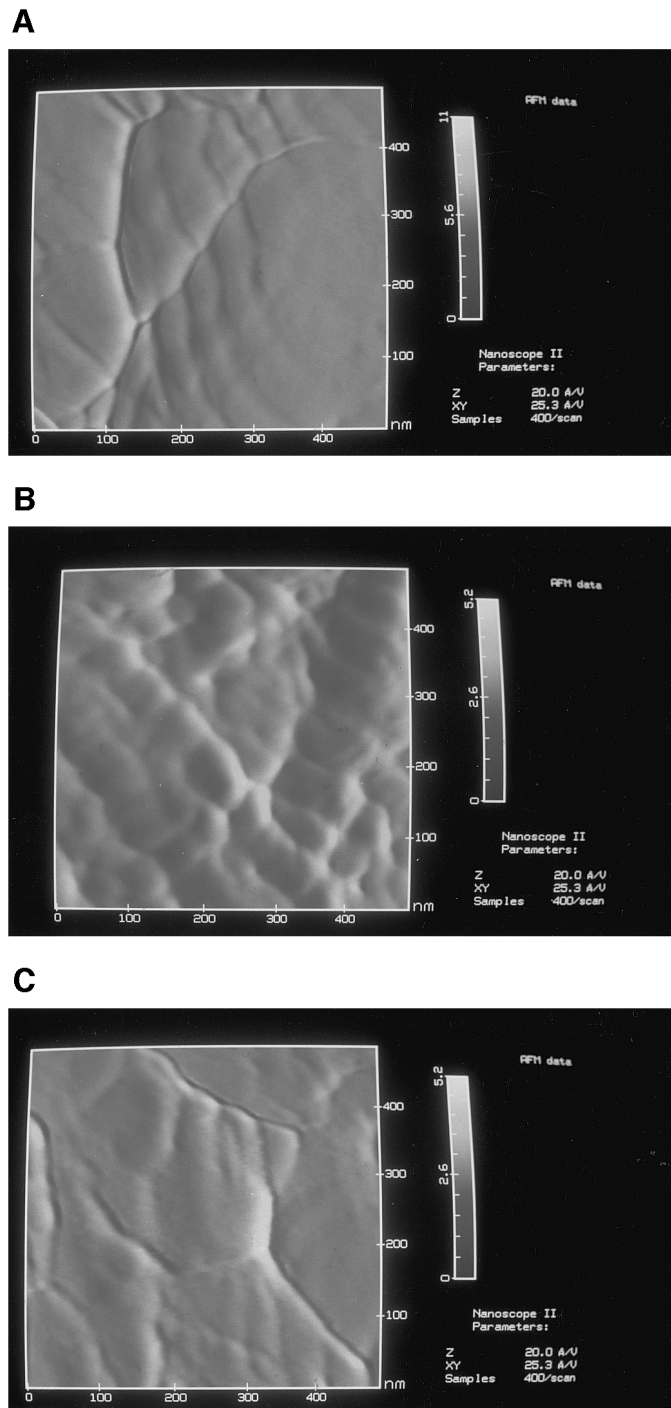 A
AFM data
11
5.6
0
400
300
200
100
nm
0 100 200 300 400
Nanoscope II
Parameters:
Z 20.0 A/V
XY 25.3 A/V
Samples 400/scan
B
AFM data
5.2
2.6
0
400
300
200
100
nm
0 100 200 300 400
Nanoscope II
Parameters:
Z 20.0 A/V
XY 25.3 A/V
Samples 400/scan
C
AFM data
5.2
2.6
0
400
300
200
100
nm
0 100 200 300 400
Nanoscope II
Parameters:
Z 20.0 A/V
XY 25.3 A/V
Samples 400/scan